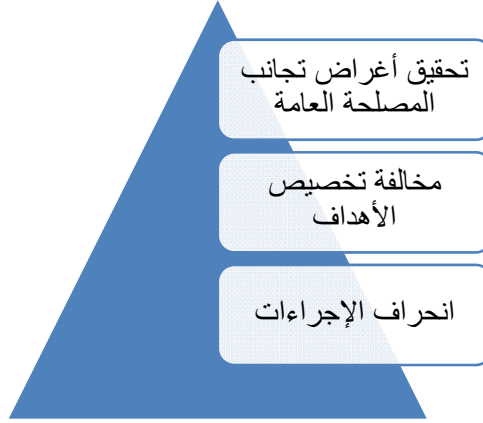 تحقيق أغراض تجانب
المصلحة العامة
مخالفة تخصيص
الأهداف
انحراف الإجراءات